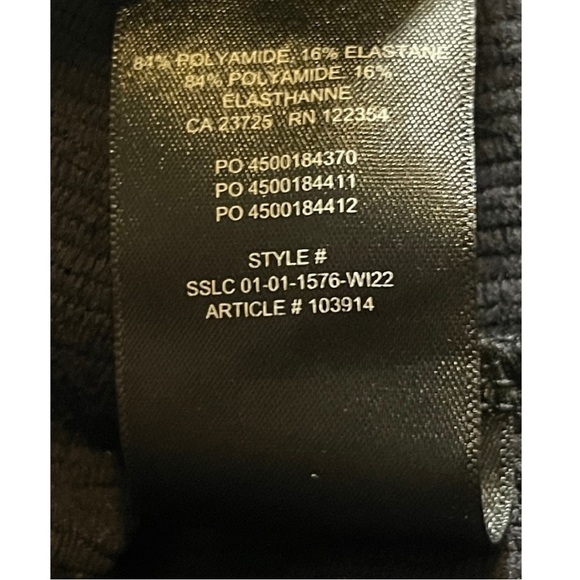 84% POLYAMIDE. 16% ELASTANE
84% POLYAMIDE. 16%
ELASTHANNE
CA 23725 RN 122354
PO 4500184370
PO 4500184411
PO 4500184412
STYLE #
SSLC 01-01-1576-WI22
ARTICLE # 103914